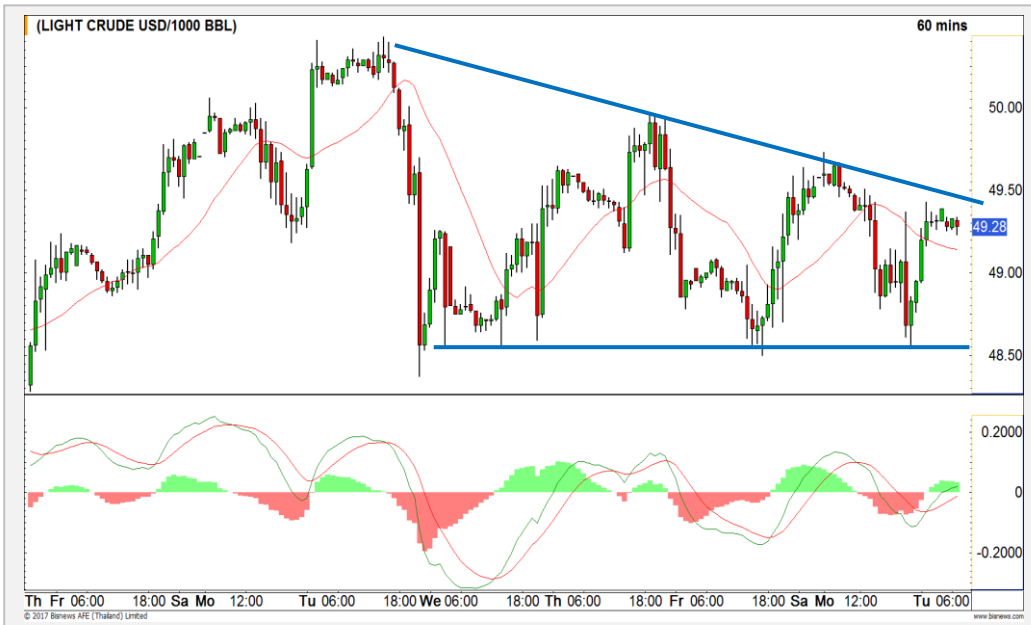 (LIGHT CRUDE USD/1000 BBL) 60 mins
50.00
49.50
49.28
49.00
48.50
0.2000
0
-0.2000
Th Fr 06:00 18:00 Sa Mo 12:00 Tu 06:00 18:00 We 06:00 18:00 Th 06:00 18:00 Fr 06:00 18:00 Sa Mo 12:00 Tu 06:00
© 2017 Bisnews AFE (Thailand) Limited www.bisnews.com